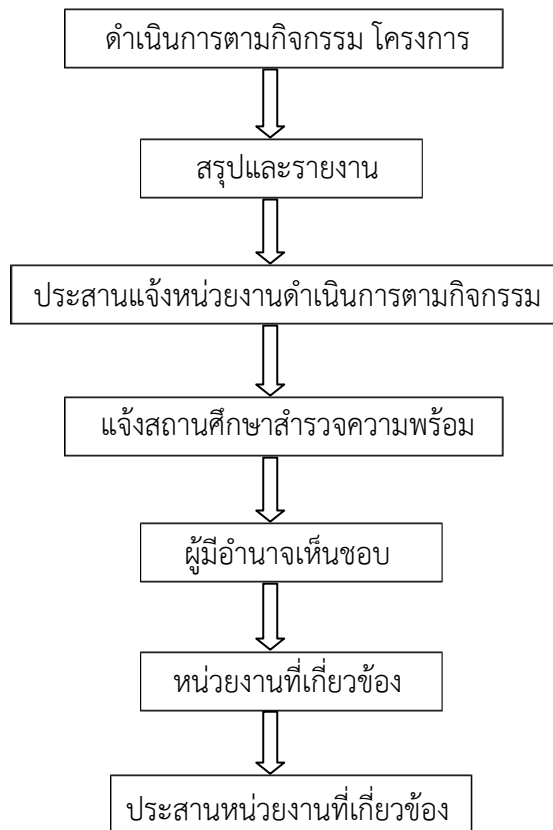 ดำเนินการตามกิจกรรม โครงการ
สรุปและรายงาน
ประสานแจ้งหน่วยงานดำเนินการตามกิจกรรม
แจ้งสถานศึกษาสำรวจความพร้อม
ผู้มีอำนาจเห็นชอบ
หน่วยงานที่เกี่ยวข้อง
ประสานหน่วยงานที่เกี่ยวข้อง